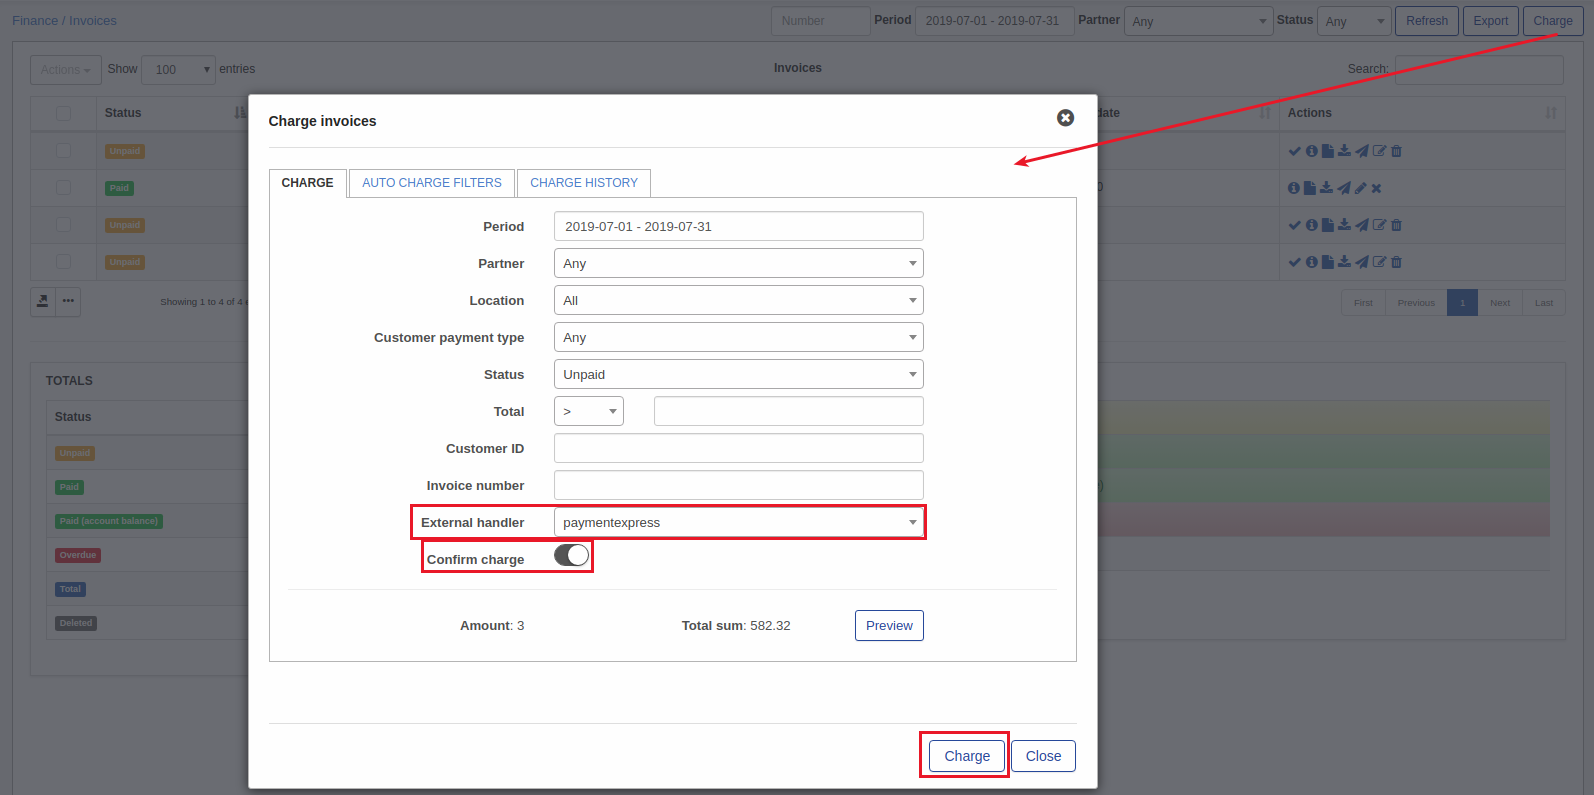 Finance / Invoices Number Period 2019-07-01 - 2019-07-31 Partner Any Status Any Refresh Export Charge
Actions Show 100 entries Invoices Search:
Status date Actions
Unpaid
Paid 0
Unpaid
Unpaid
Showing 1 to 4 of 4 e First Previous 1 Next Last
TOTALS
Status
Unpaid
Paid )
Paid (account balance)
Overdue
Total
Deleted
Charge invoices
CHARGE AUTO CHARGE FILTERS CHARGE HISTORY
Period 2019-07-01 - 2019-07-31
Partner Any
Location All
Customer payment type Any
Status Unpaid
Total >
Customer ID
Invoice number
External handler paymentexpress
Confirm charge
Amount: 3 Total sum: 582.32 Preview
Charge Close